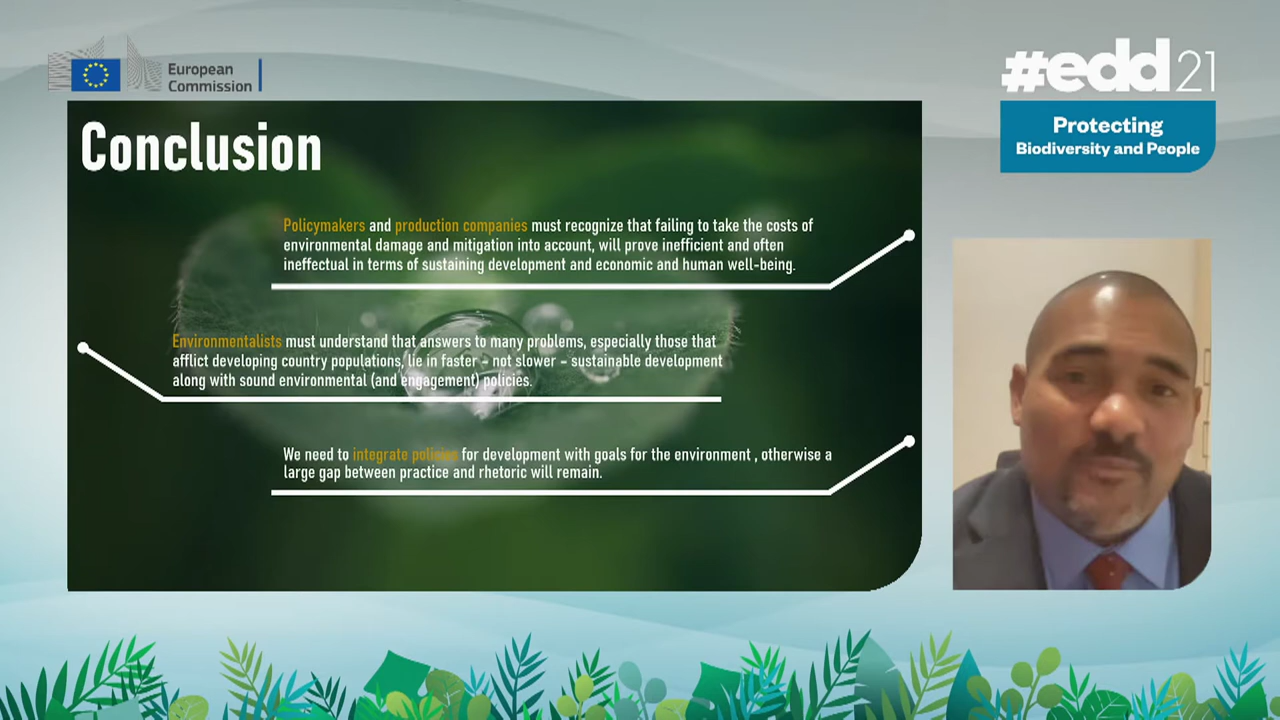 European
Commission
#edd21
Protecting
Biodiversity and People
Conclusion
Policymakers and production companies must recognize that failing to take the costs of
environmental damage and mitigation into account, will prove inefficient and often
ineffectual in terms of sustaining development and economic and human well-being.
Environmentalists must understand that answers to many problems, especially those that
afflict developing country populations, lie in faster – not slower – sustainable development
along with sound environmental (and engagement) policies.
We need to integrate policies for development with goals for the environment , otherwise a
large gap between practice and rhetoric will remain.